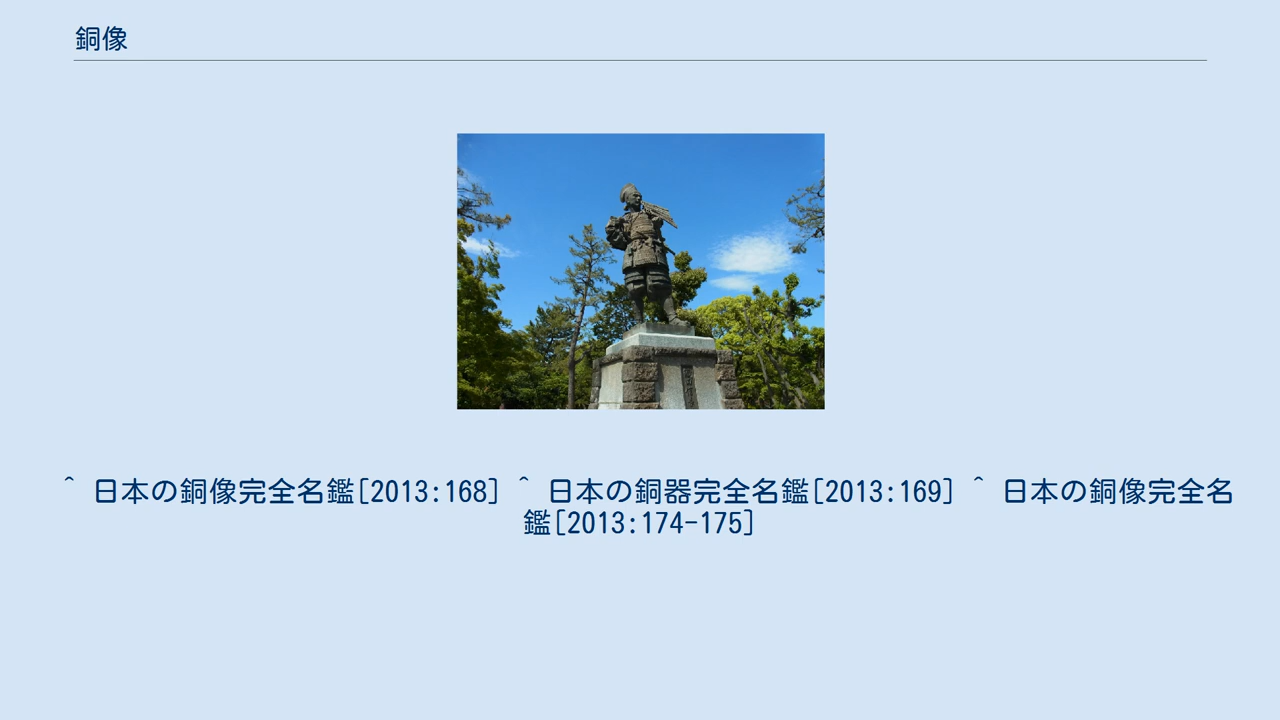 銅像
^ 日本の銅像完全名鑑[2013:168] ^ 日本の銅器完全名鑑[2013:169] ^ 日本の銅像完全名
鑑[2013:174-175]